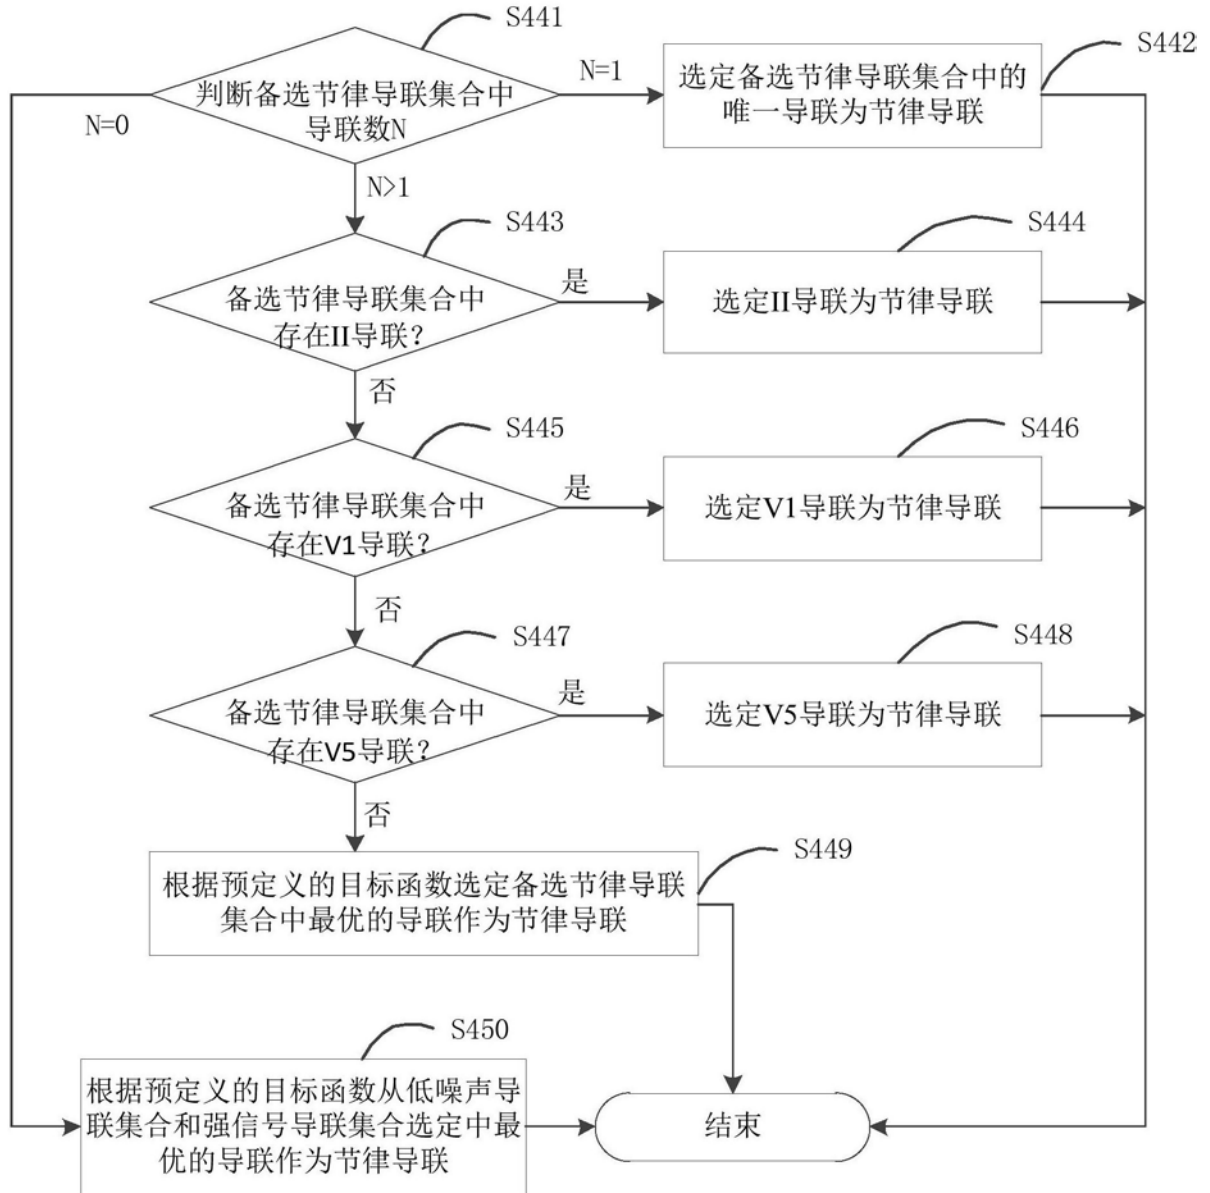 S441
判断备选节律导联集合中
导联数N
N=0
N=1
选定备选节律导联集合中的
唯一导联为节律导联
S442
N>1
S443
备选节律导联集合中
存在II导联?
是
选定II导联为节律导联
S444
否
S445
备选节律导联集合中
存在V1导联?
是
选定V1导联为节律导联
S446
否
S447
备选节律导联集合中
存在V5导联?
是
选定V5导联为节律导联
S448
否
S449
根据预定义的目标函数选定备选节律导联
集合中最优的导联作为节律导联
S450
根据预定义的目标函数从低噪声导
联集合和强信号导联集合选定中最
优的导联作为节律导联
结束